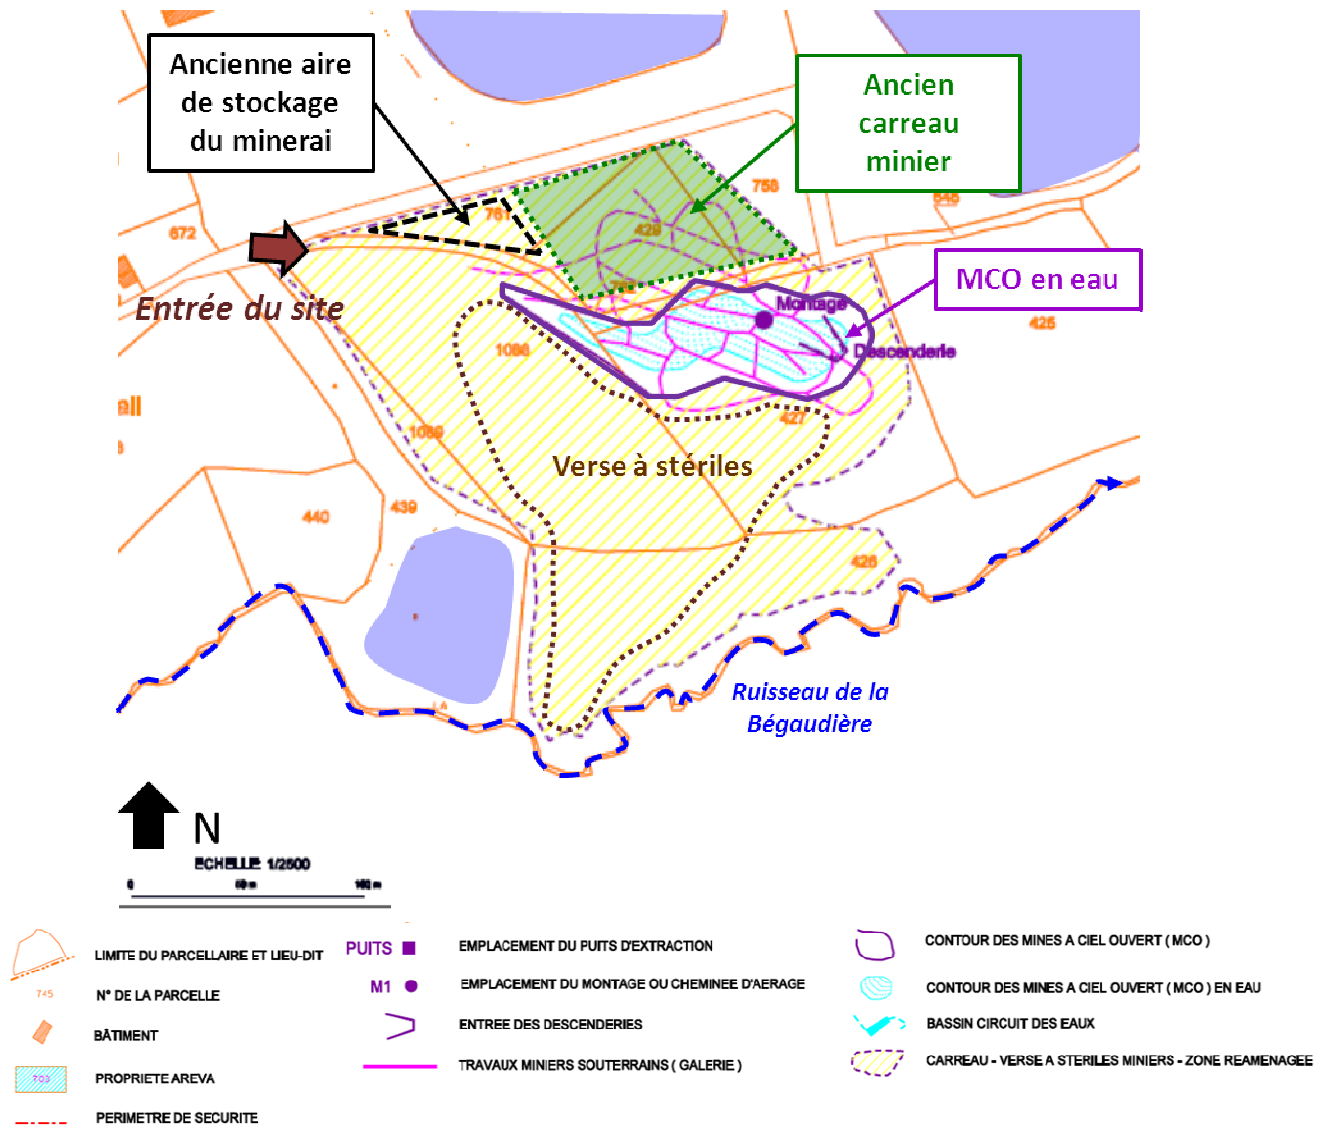 Ancienne aire
de stockage
du minerai
Ancien
carreau
minier
758
761
672
429
MCO en eau
Entrée du site
Montage
425
1088
Descenderie
427
1089
Verse à stériles
440
439
426
Ruisseau de la
Bégaudière
N
ECHELLE 1/2500
0
LIMITE DU PARCELLAIRE ET LIEU-DIT
745
N° DE LA PARCELLE
BÂTIMENT
703
PROPRIETE AREVA
PERIMETRE DE SECURITE
PUITS
EMPLACEMENT DU PUITS D'EXTRACTION
M1
EMPLACEMENT DU MONTAGE OU CHEMINEE D'AERAGE
ENTREE DES DESCENDERIES
TRAVAUX MINIERS SOUTERRAINS ( GALERIE )
CONTOUR DES MINES A CIEL OUVERT ( MCO )
CONTOUR DES MINES A CIEL OUVERT ( MCO ) EN EAU
BASSIN CIRCUIT DES EAUX
CARREAU - VERSE A STERILES MINIERS - ZONE REAMENAGEE